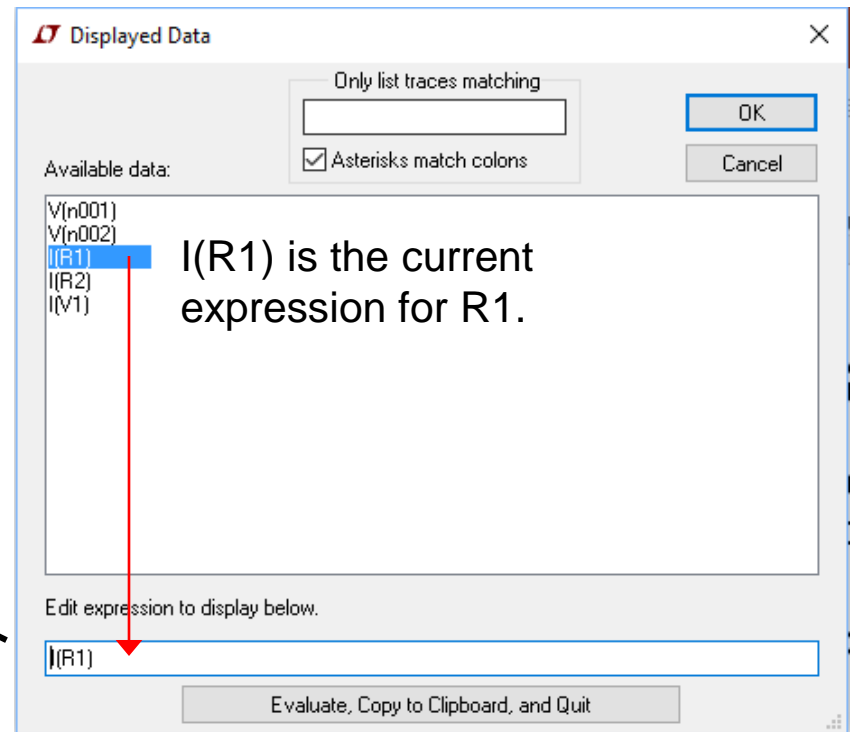 Displayed Data
Only list traces matching
OK
Asterisks match colons
Cancel
Available data:
V(n001)
V(n002)
I(R1)
I(R2)
I(V1)
I(R1) is the current
expression for R1.
Edit expression to display below.
I(R1)
Evaluate, Copy to Clipboard, and Quit